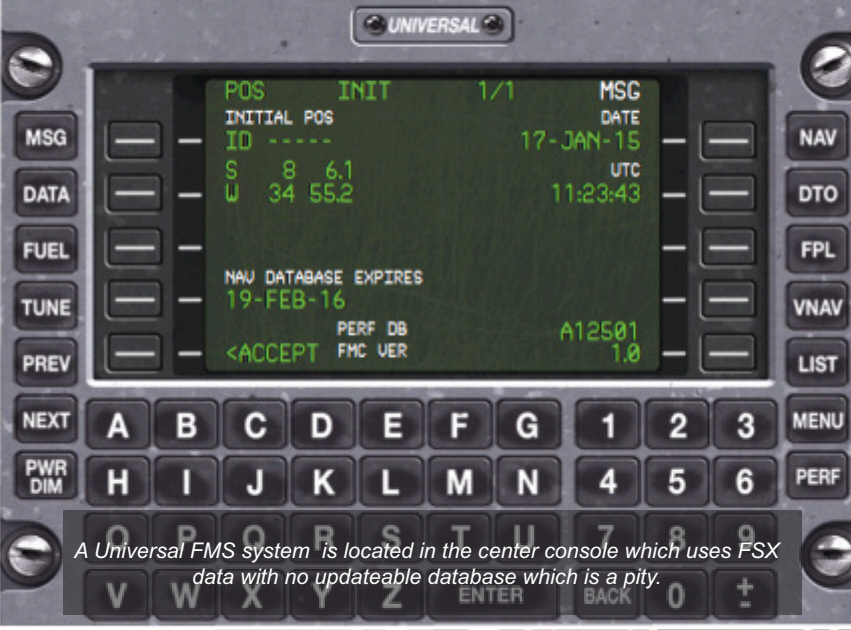 UNIVERSAL
POS INIT 1/1 MSG
INITIAL POS DATE
ID ----- 17-JAN-15
S 8 6.1 UTC
W 34 55.2 11:23:43
NAV DATABASE EXPIRES
19-FEB-16
PERF DB A12501
<ACCEPT FMC VER 1.0
MSG NAV
DATA DTO
FUEL FPL
TUNE VNAV
PREV LIST
NEXT A B C D E F G 1 2 3 MENU
PWR DIM H I J K L M N 4 5 6 PERF
O P Q R S T U 7 8 9
A Universal FMS system is located in the center console which uses FSX
data with no updateable database which is a pity.
V W X Y Z ENTER BACK 0 ±